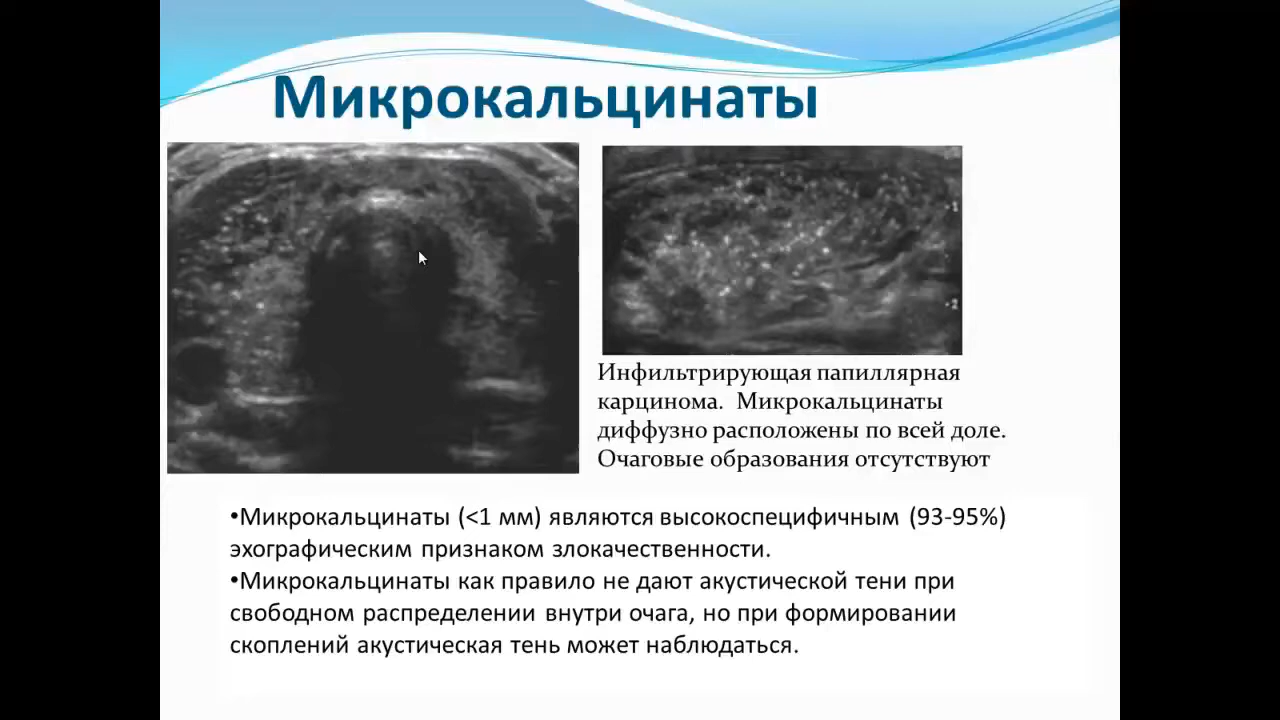 Микрокальцинаты
1
2
Инфильтрирующая папиллярная
карцинома. Микрокальцинаты
диффузно расположены по всей доле.
Очаговые образования отсутствуют
•Микрокальцинаты (<1 мм) являются высокоспецифичным (93-95%)
эхографическим признаком злокачественности.
•Микрокальцинаты как правило не дают акустической тени при
свободном распределении внутри очага, но при формировании
скоплений акустическая тень может наблюдаться.